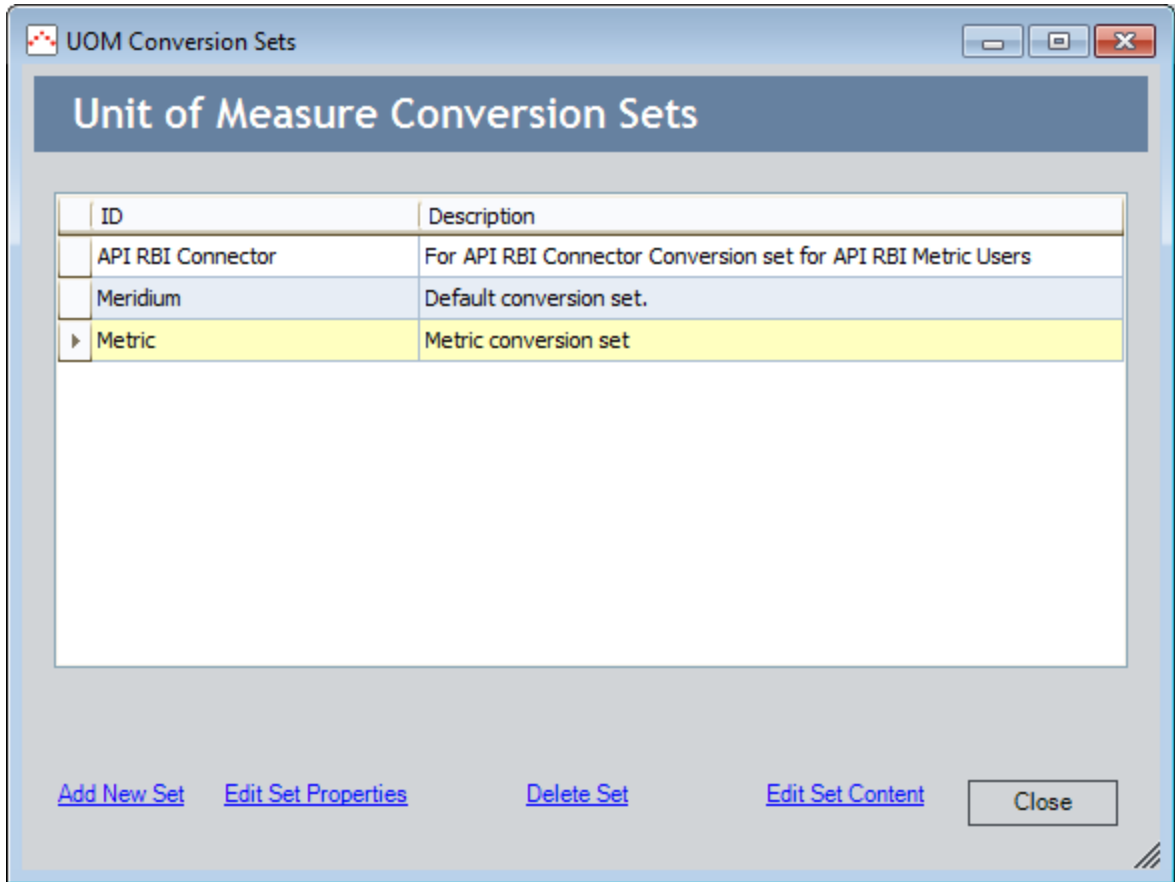 UOM Conversion Sets
Unit of Measure Conversion Sets
ID Description
API RBI Connector For API RBI Connector Conversion set for API RBI Metric Users
Meridium Default conversion set.
Metric Metric conversion set
Add New Set Edit Set Properties Delete Set Edit Set Content Close